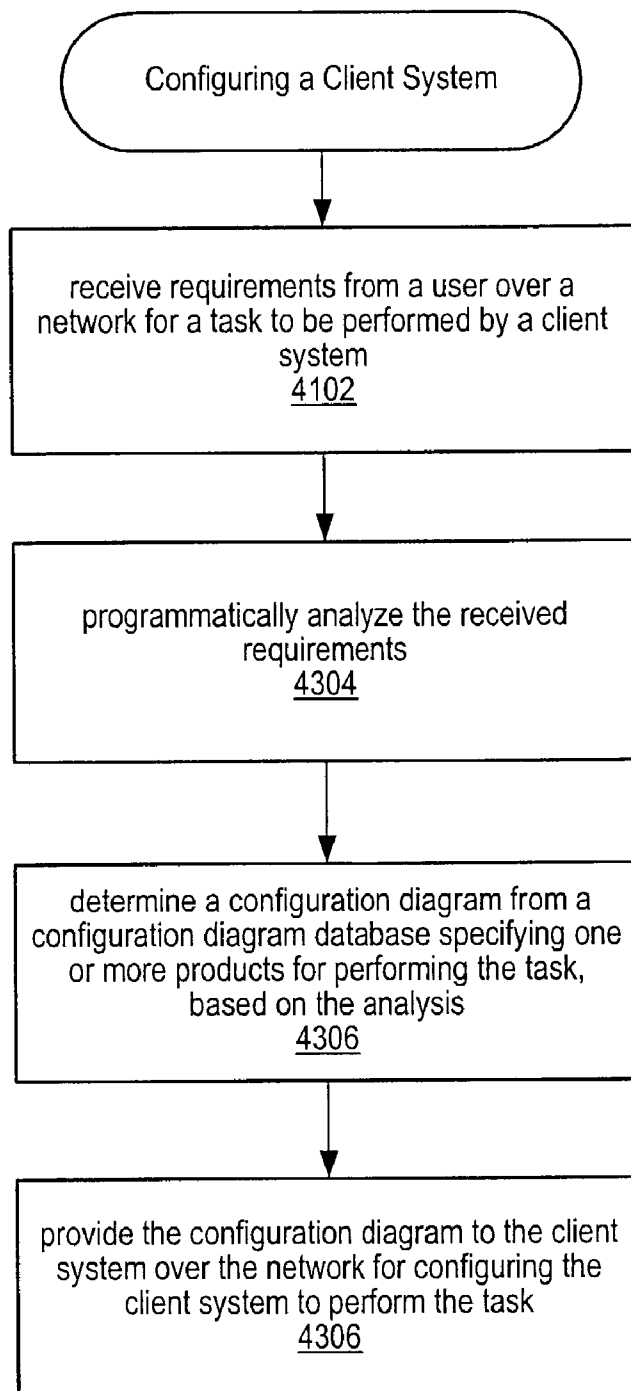 Configuring a Client System
receive requirements from a user over a
network for a task to be performed by a client
system
4102
programmatically analyze the received
requirements
4304
determine a configuration diagram from a
configuration diagram database specifying one
or more products for performing the task,
based on the analysis
4306
provide the configuration diagram to the client
system over the network for configuring the
client system to perform the task
4306